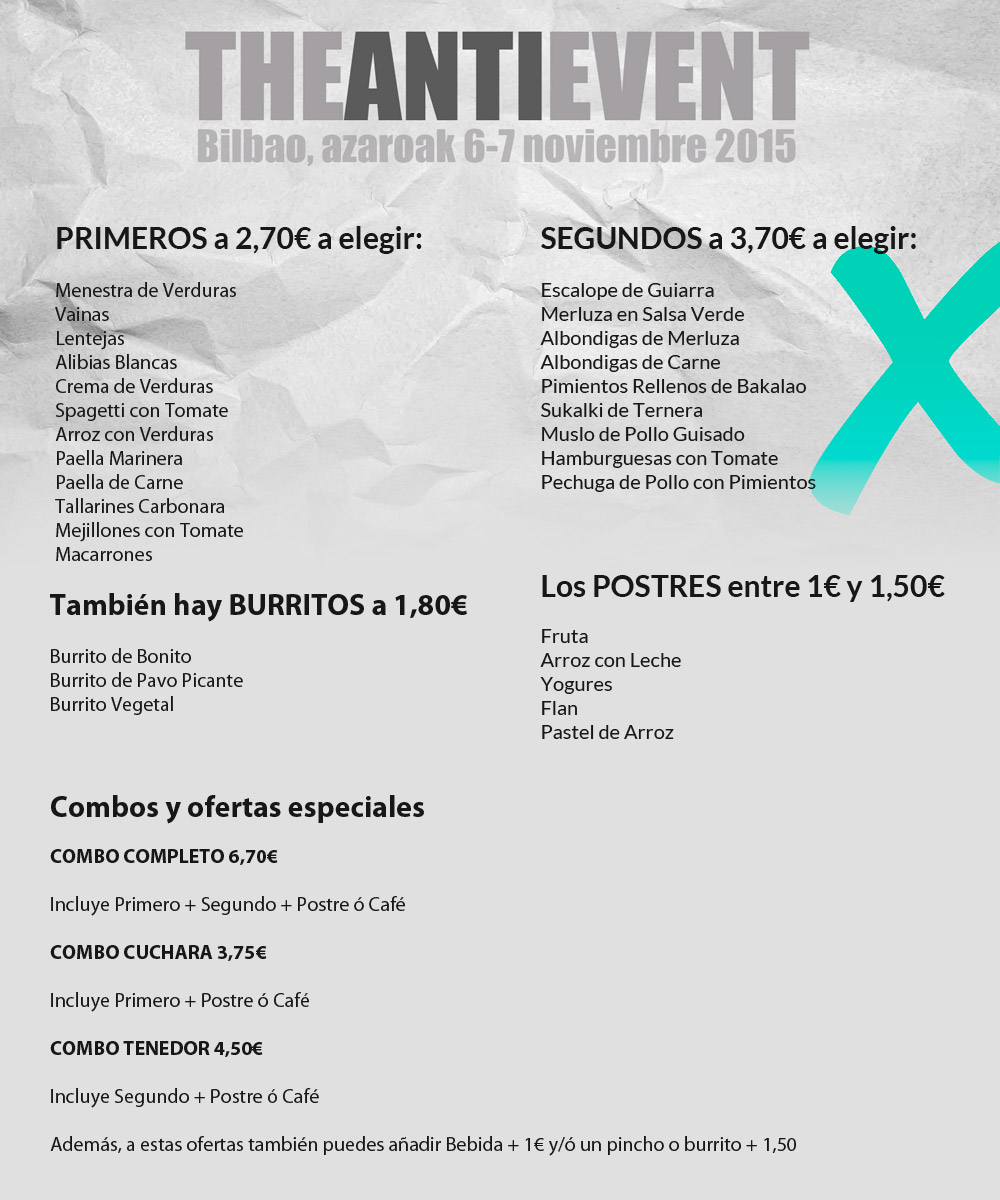 THEANTIEVENT
Bilbao, azaroak 6-7 noviembre 2015
PRIMEROS a 2,70€ a elegir:
Menestra de Verduras
Vainas
Lentejas
Alibias Blancas
Crema de Verduras
Spagetti con Tomate
Arroz con Verduras
Paella Marinera
Paella de Carne
Tallarines Carbonara
Mejillones con Tomate
Macarrones
También hay BURRITOS a 1,80€
Burrito de Bonito
Burrito de Pavo Picante
Burrito Vegetal
SEGUNDOS a 3,70€ a elegir:
Escalope de Guiarra
Merluza en Salsa Verde
Albondigas de Merluza
Albondigas de Carne
Pimientos Rellenos de Bakalao
Sukalki de Ternera
Muslo de Pollo Guisado
Hamburguesas con Tomate
Pechuga de Pollo con Pimientos
Los POSTRES entre 1€ y 1,50€
Fruta
Arroz con Leche
Yogures
Flan
Pastel de Arroz
Combos y ofertas especiales
COMBO COMPLETO 6,70€
Incluye Primero + Segundo + Postre ó Café
COMBO CUCHARA 3,75€
Incluye Primero + Postre ó Café
COMBO TENEDOR 4,50€
Incluye Segundo + Postre ó Café
Además, a estas ofertas también puedes añadir Bebida + 1€ y/ó un pincho o burrito + 1,50